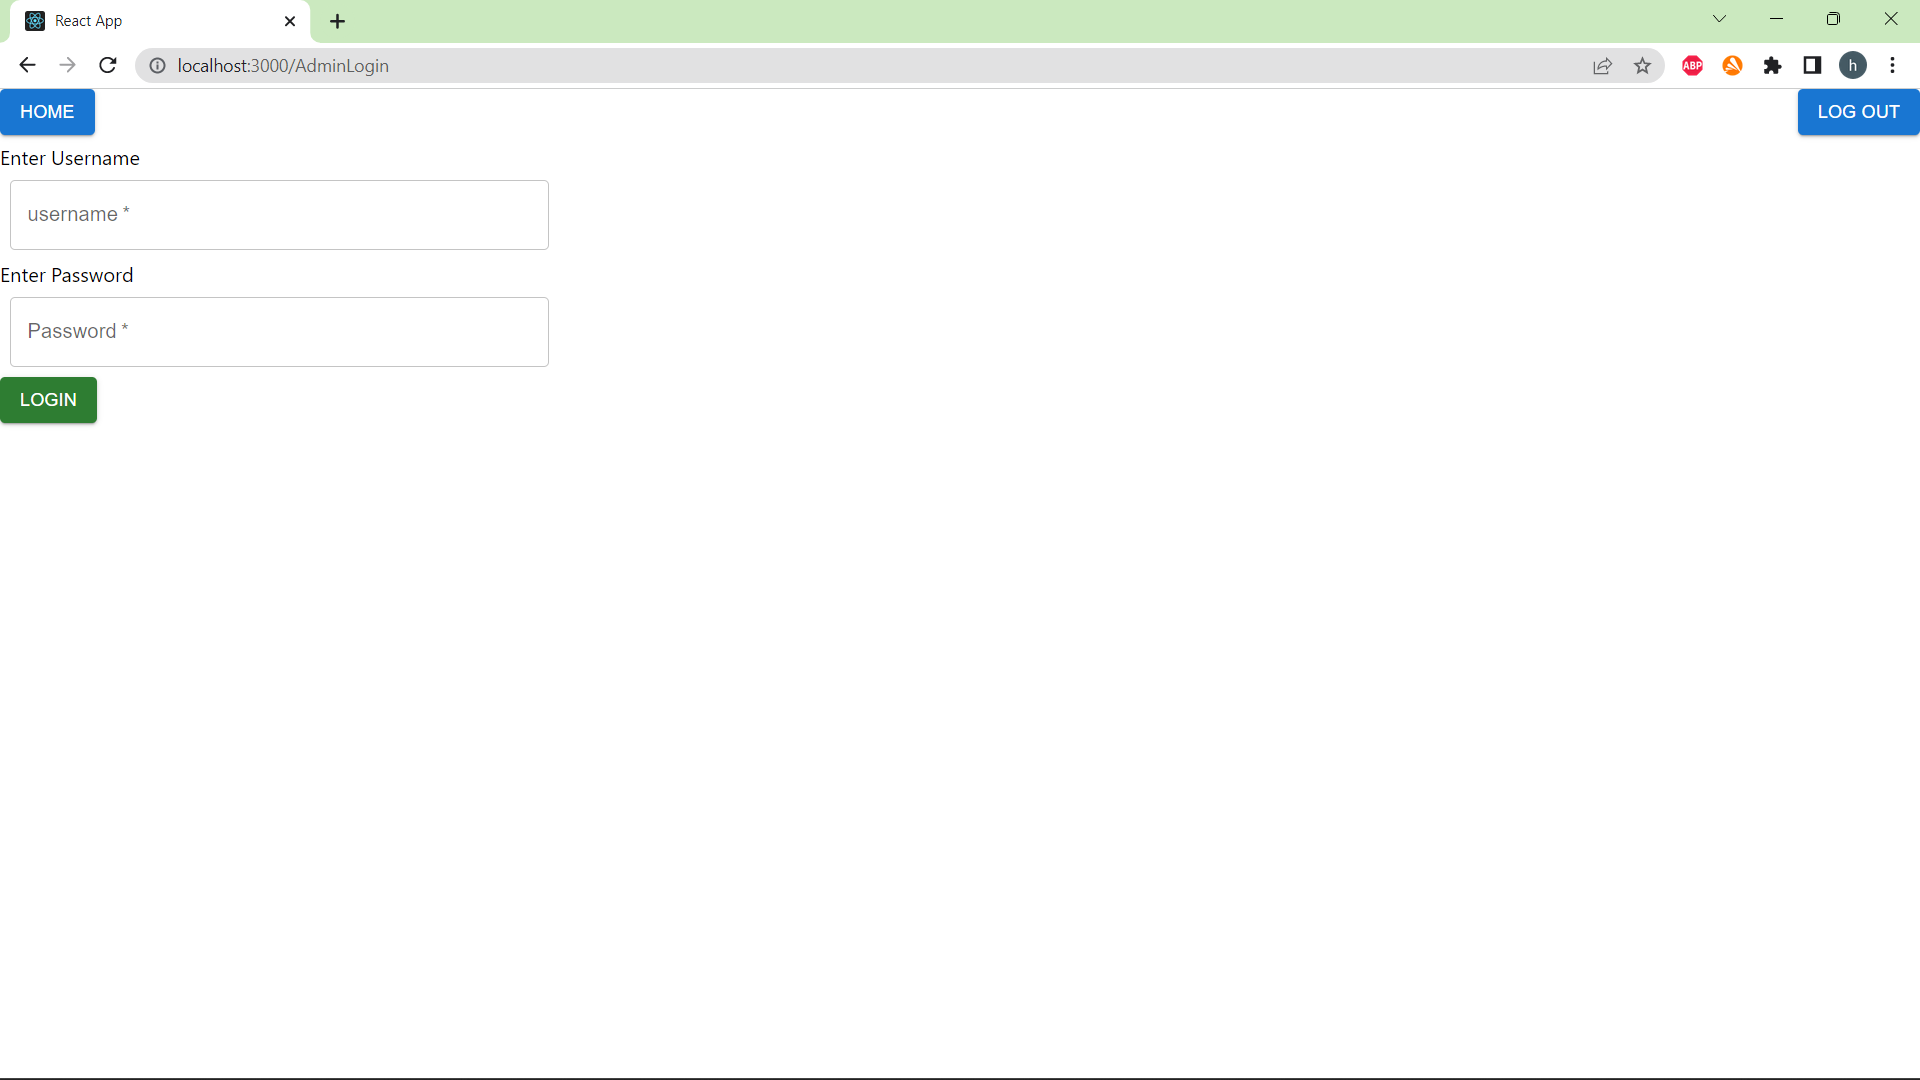 React App
localhost:3000/AdminLogin
ABP
h
HOME
LOG OUT
Enter Username
username *
Enter Password
Password *
LOGIN